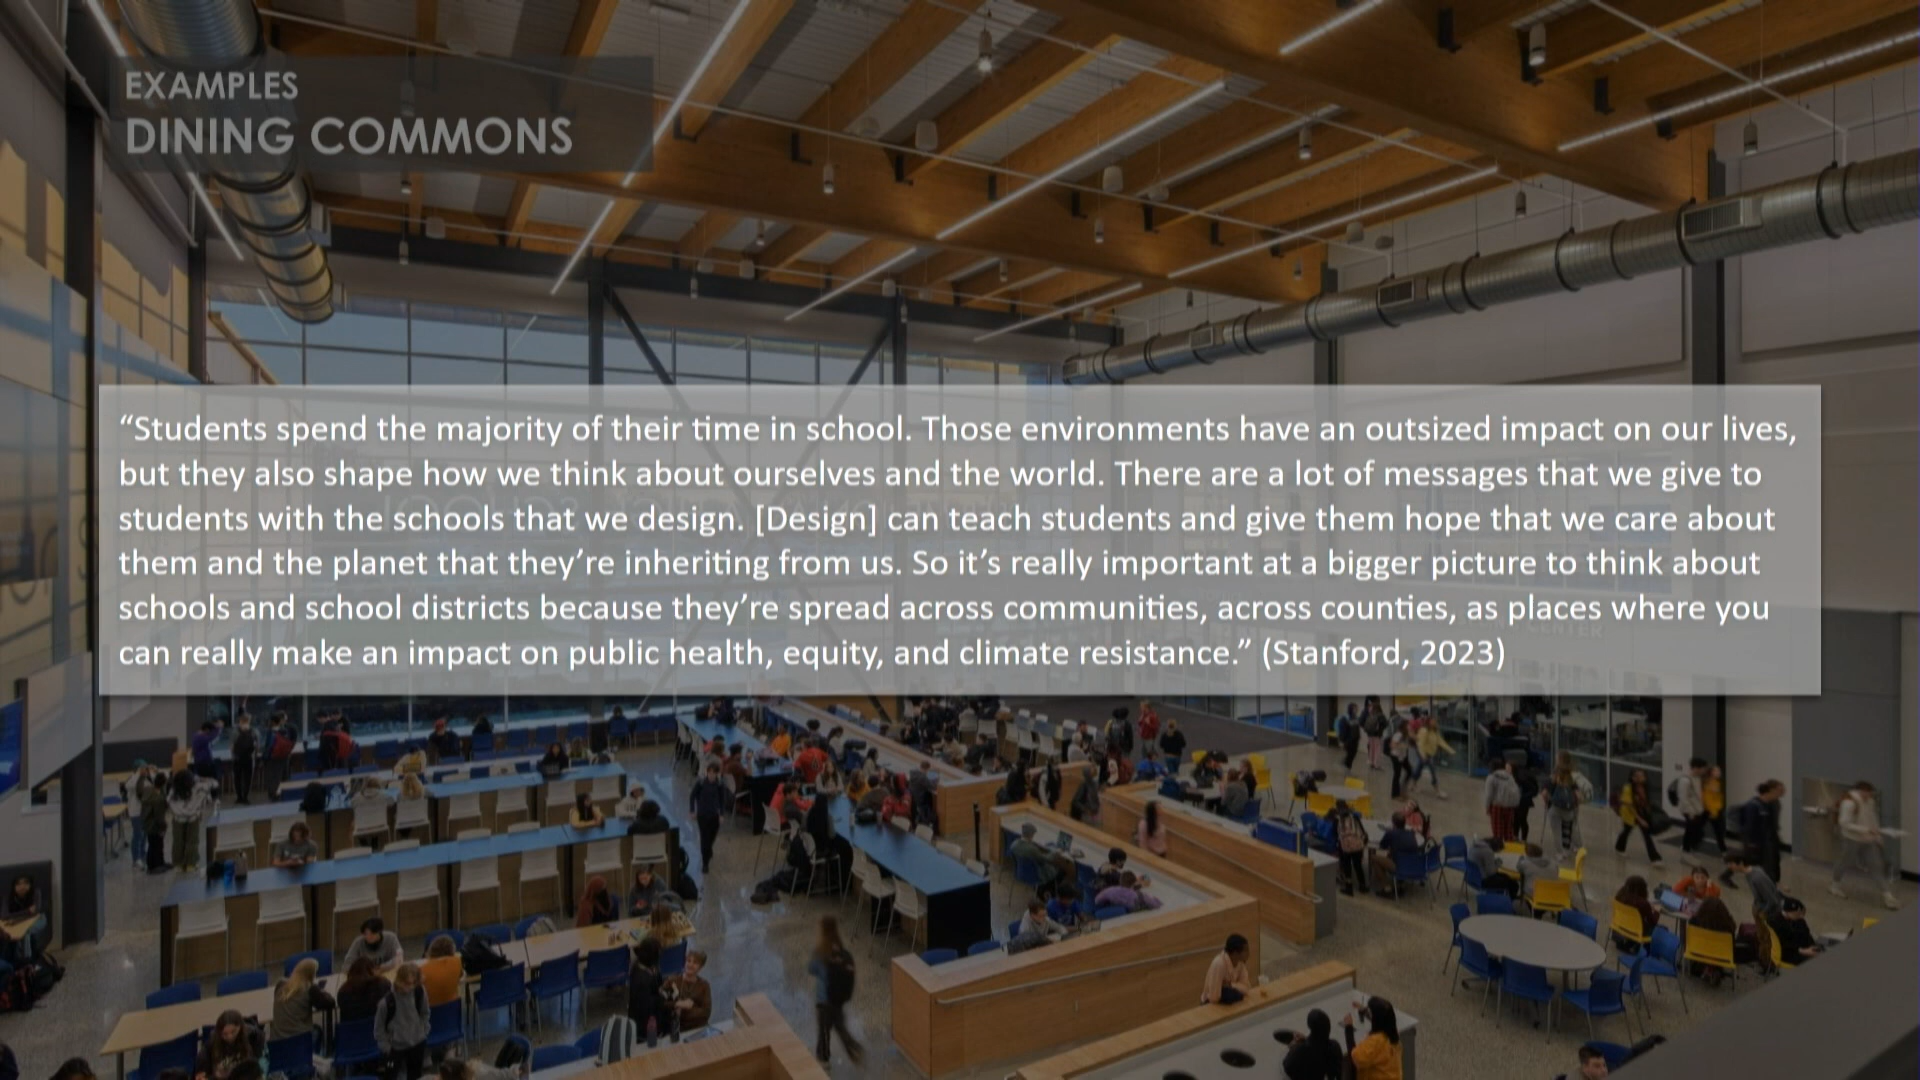 EXAMPLES
DINING COMMONS
“Students spend the majority of their time in school. Those environments have an outsized impact on our lives,
but they also shape how we think about ourselves and the world. There are a lot of messages that we give to
students with the schools that we design. [Design] can teach students and give them hope that we care about
them and the planet that they’re inheriting from us. So it’s really important at a bigger picture to think about
schools and school districts because they’re spread across communities, across counties, as places where you
can really make an impact on public health, equity, and climate resistance.” (Stanford, 2023)